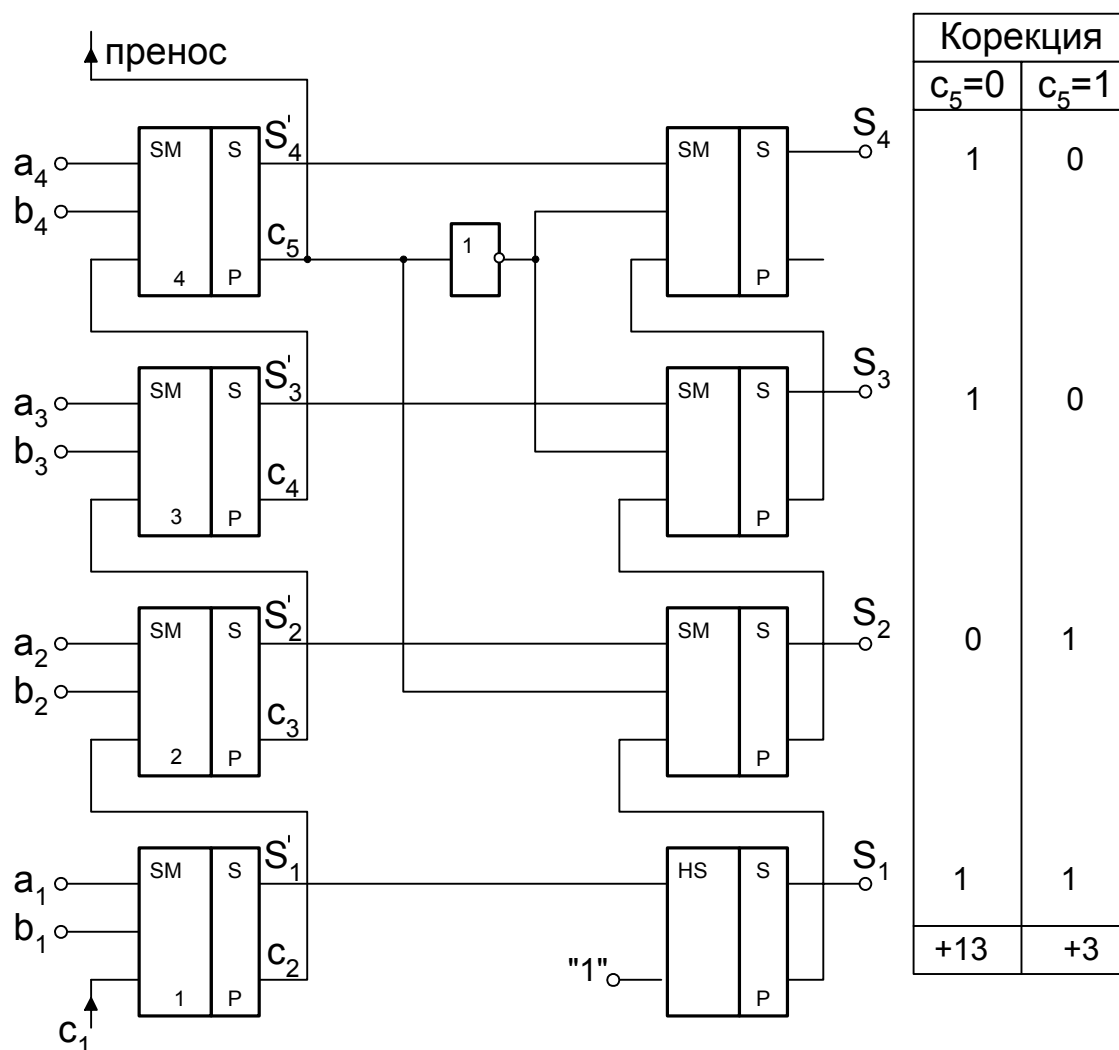 пренос
Корекция
c5=0 c5=1
SM S S'4 SM S S4
a4
1 0
b4
c5
1
4 P P
SM S S'3 SM S S3
a3
1 0
b3
c4
3 P P
SM S S'2 SM S S2
a2
0 1
b2
c3
2 P P
SM S S'1 HS S S1
a1
1 1
b1
c2
"1"
+13 +3
1 P P
c1